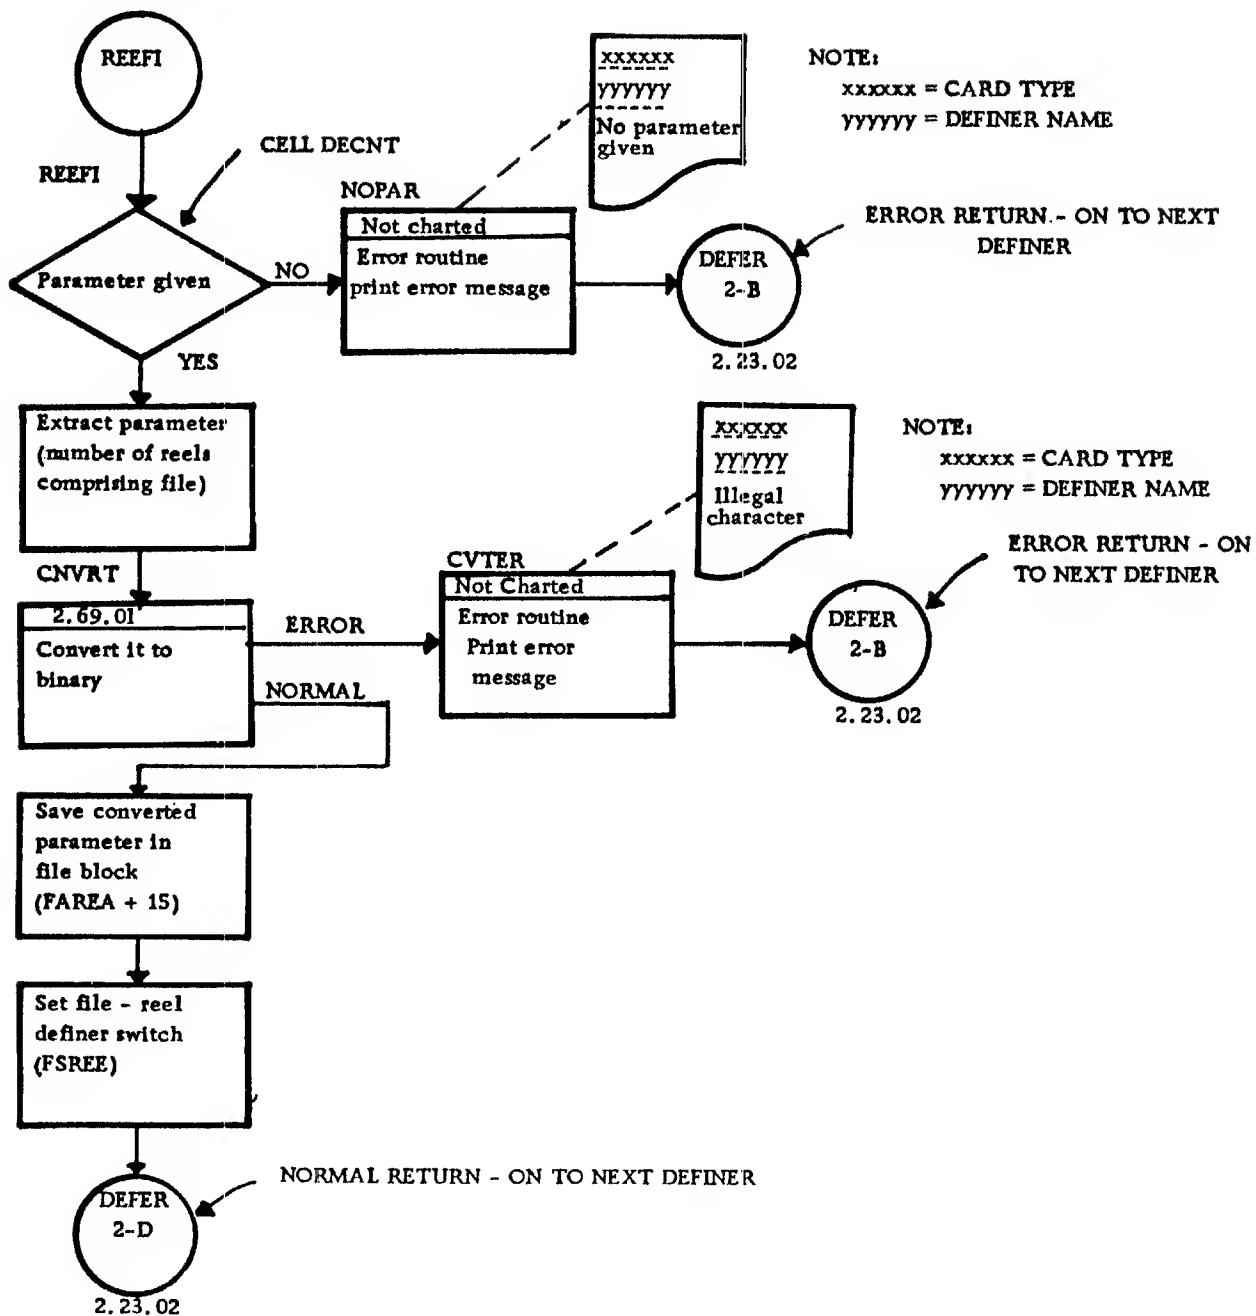 REEFI
xxxxxx
yyyyyy
No parameter
given
NOTE:
xxxxxx = CARD TYPE
yyyyyy = DEFINER NAME
CELL DECNT
REEFI
NOPAR
Not charted
Error routine
print error message
ERROR RETURN - ON TO NEXT
DEFINER
Parameter given
NO
DEFER
2-B
2.23.02
YES
Extract parameter
(number of reels
comprising file)
xxxxxx
yyyyyy
Illegal
character
NOTE:
xxxxxx = CARD TYPE
yyyyyy = DEFINER NAME
CNVRT
2.69.01
Convert it to
binary
ERROR
NORMAL
CVTER
Not Charted
Error routine
Print error
message
ERROR RETURN - ON
TO NEXT DEFINER
DEFER
2-B
2.23.02
Save converted
parameter in
file block
(FAREA + 15)
Set file - reel
definer switch
(FSREE)
NORMAL RETURN - ON TO NEXT DEFINER
DEFER
2-D
2.23.02